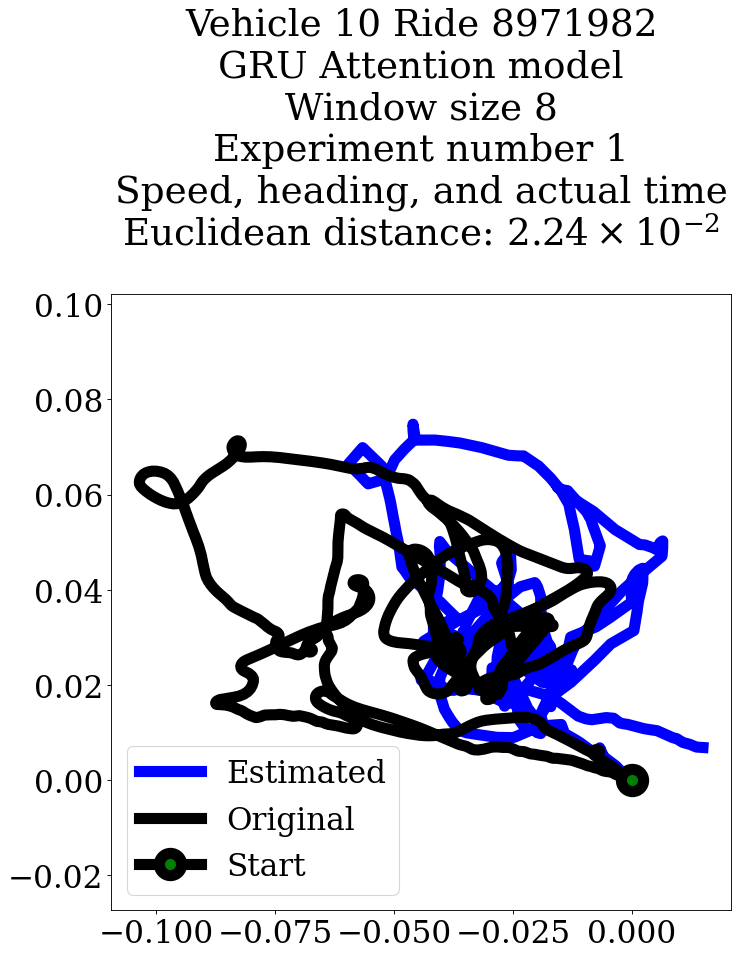 Vehicle 10 Ride 8971982
GRU Attention model
Window size 8
Experiment number 1
Speed, heading, and actual time
Euclidean distance: 2.24 × 10⁻²
0.10
0.08
0.06
0.04
0.02
0.00
−0.02
Estimated
Original
Start
−0.100 −0.075 −0.050 −0.025 0.000